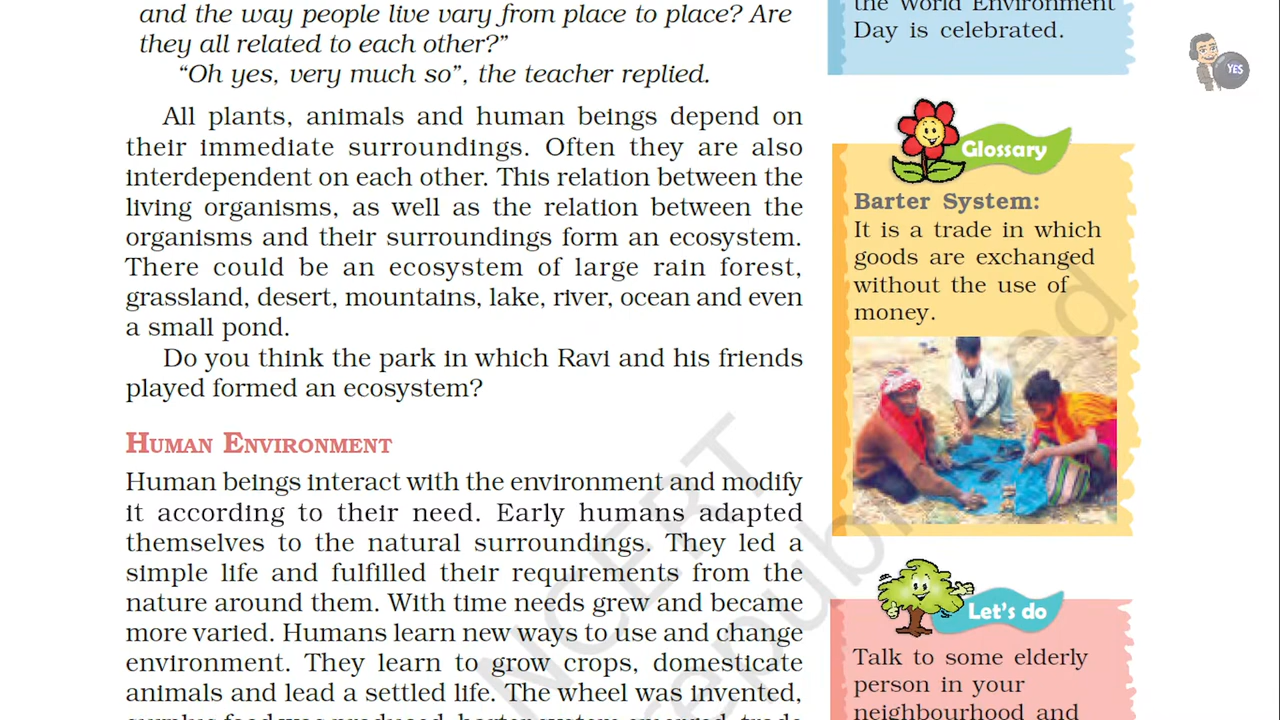 and the way people live vary from place to place? Are
they all related to each other?”
“Oh yes, very much so”, the teacher replied.
All plants, animals and human beings depend on
their immediate surroundings. Often they are also
interdependent on each other. This relation between the
living organisms, as well as the relation between the
organisms and their surroundings form an ecosystem.
There could be an ecosystem of large rain forest,
grassland, desert, mountains, lake, river, ocean and even
a small pond.
Do you think the park in which Ravi and his friends
played formed an ecosystem?
HUMAN ENVIRONMENT
Human beings interact with the environment and modify
it according to their need. Early humans adapted
themselves to the natural surroundings. They led a
simple life and fulfilled their requirements from the
nature around them. With time needs grew and became
more varied. Humans learn new ways to use and change
environment. They learn to grow crops, domesticate
animals and lead a settled life. The wheel was invented,
surplus food was produced, barter system emerged, trade
the World Environment
Day is celebrated.
YES
Glossary
Barter System:
It is a trade in which
goods are exchanged
without the use of
money.
Let’s do
Talk to some elderly
person in your
neighbourhood and
NCERT
republished